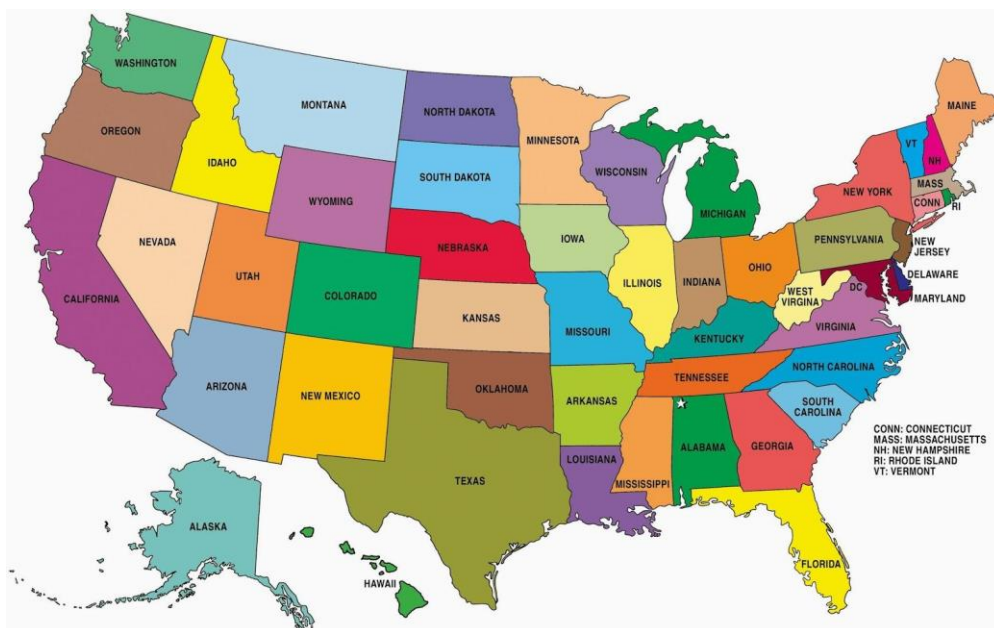 WASHINGTON
OREGON
IDAHO
MONTANA
NORTH DAKOTA
SOUTH DAKOTA
MINNESOTA
WISCONSIN
MICHIGAN
WYOMING
NEBRASKA
IOWA
NEVADA
UTAH
COLORADO
CALIFORNIA
KANSAS
MISSOURI
ILLINOIS
INDIANA
OHIO
KENTUCKY
WEST
VIRGINA
VIRGINIA
PENNSYLVANIA
NEW YORK
MAINE
VT
NH
MASS
CONN
RI
NEW
JERSEY
DELAWARE
MARYLAND
DC
ARIZONA
NEW MEXICO
OKLAHOMA
ARKANSAS
TENNESSEE
NORTH CAROLINA
SOUTH
CAROLINA
TEXAS
LOUISIANA
MISSISSIPPI
ALABAMA
GEORGIA
FLORIDA
ALASKA
HAWAII
CONN: CONNECTICUT
MASS: MASSACHUSETTS
NH: NEW HAMPSHIRE
RI: RHODE ISLAND
VT: VERMONT